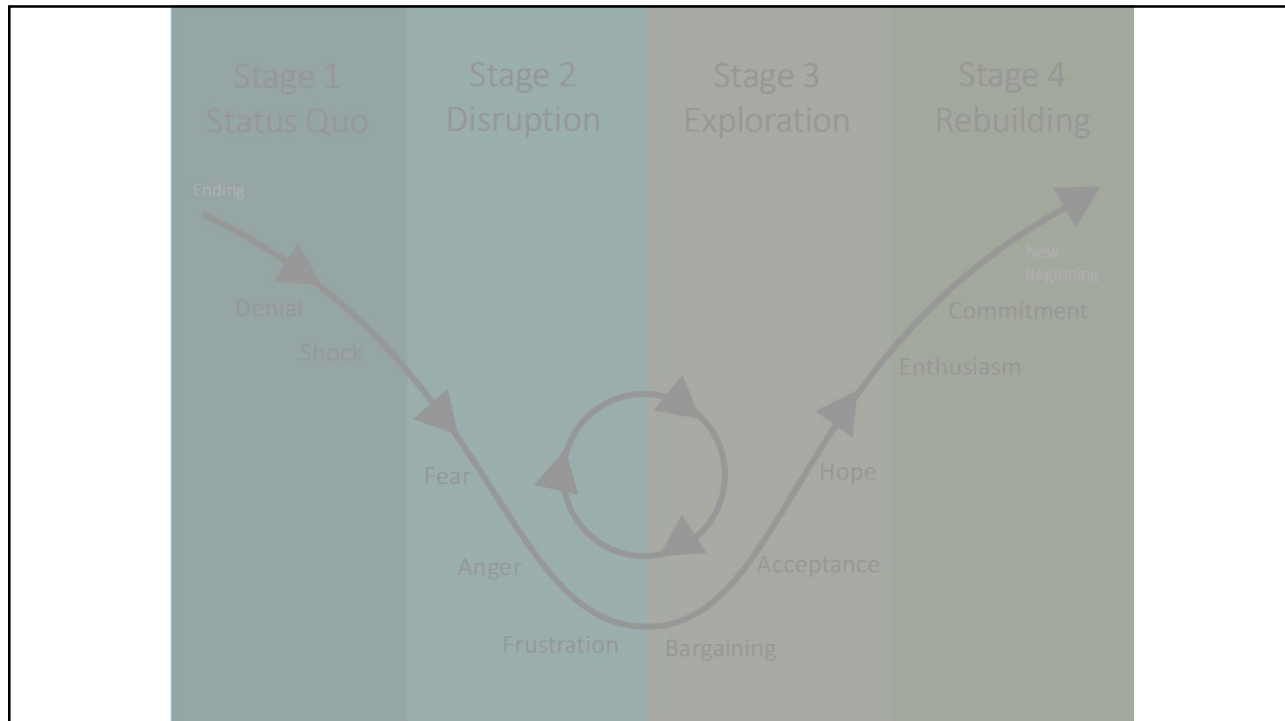 Stage 1
Status Quo
Stage 2
Disruption
Stage 3
Exploration
Stage 4
Rebuilding
Ending
Denial
Shock
Fear
Anger
Frustration
Bargaining
Acceptance
Hope
Enthusiasm
Commitment
New
Beginning